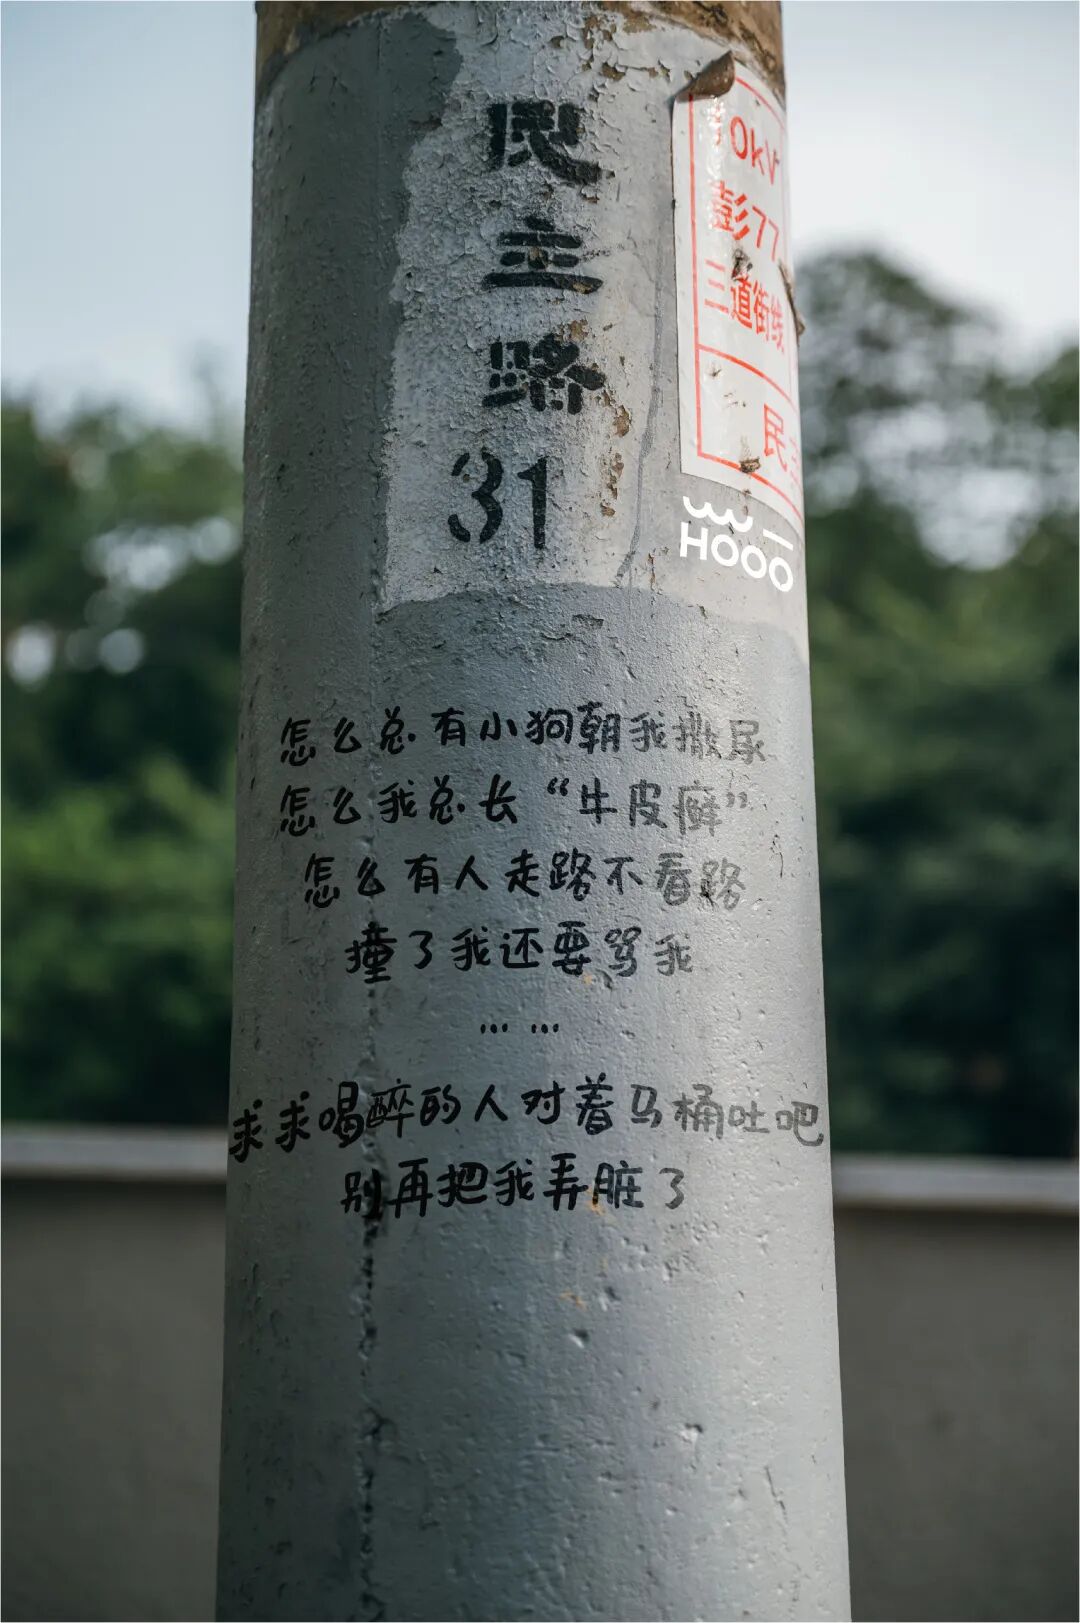 民
主
路
31
10kV
彭77
三道街线
民主
HOOO
怎么总有小狗朝我撒尿
怎么我总长“牛皮癣”
怎么有人走路不看路
撞了我还要骂我
……
求求喝醉的人对着马桶吐吧
别再把我弄脏了